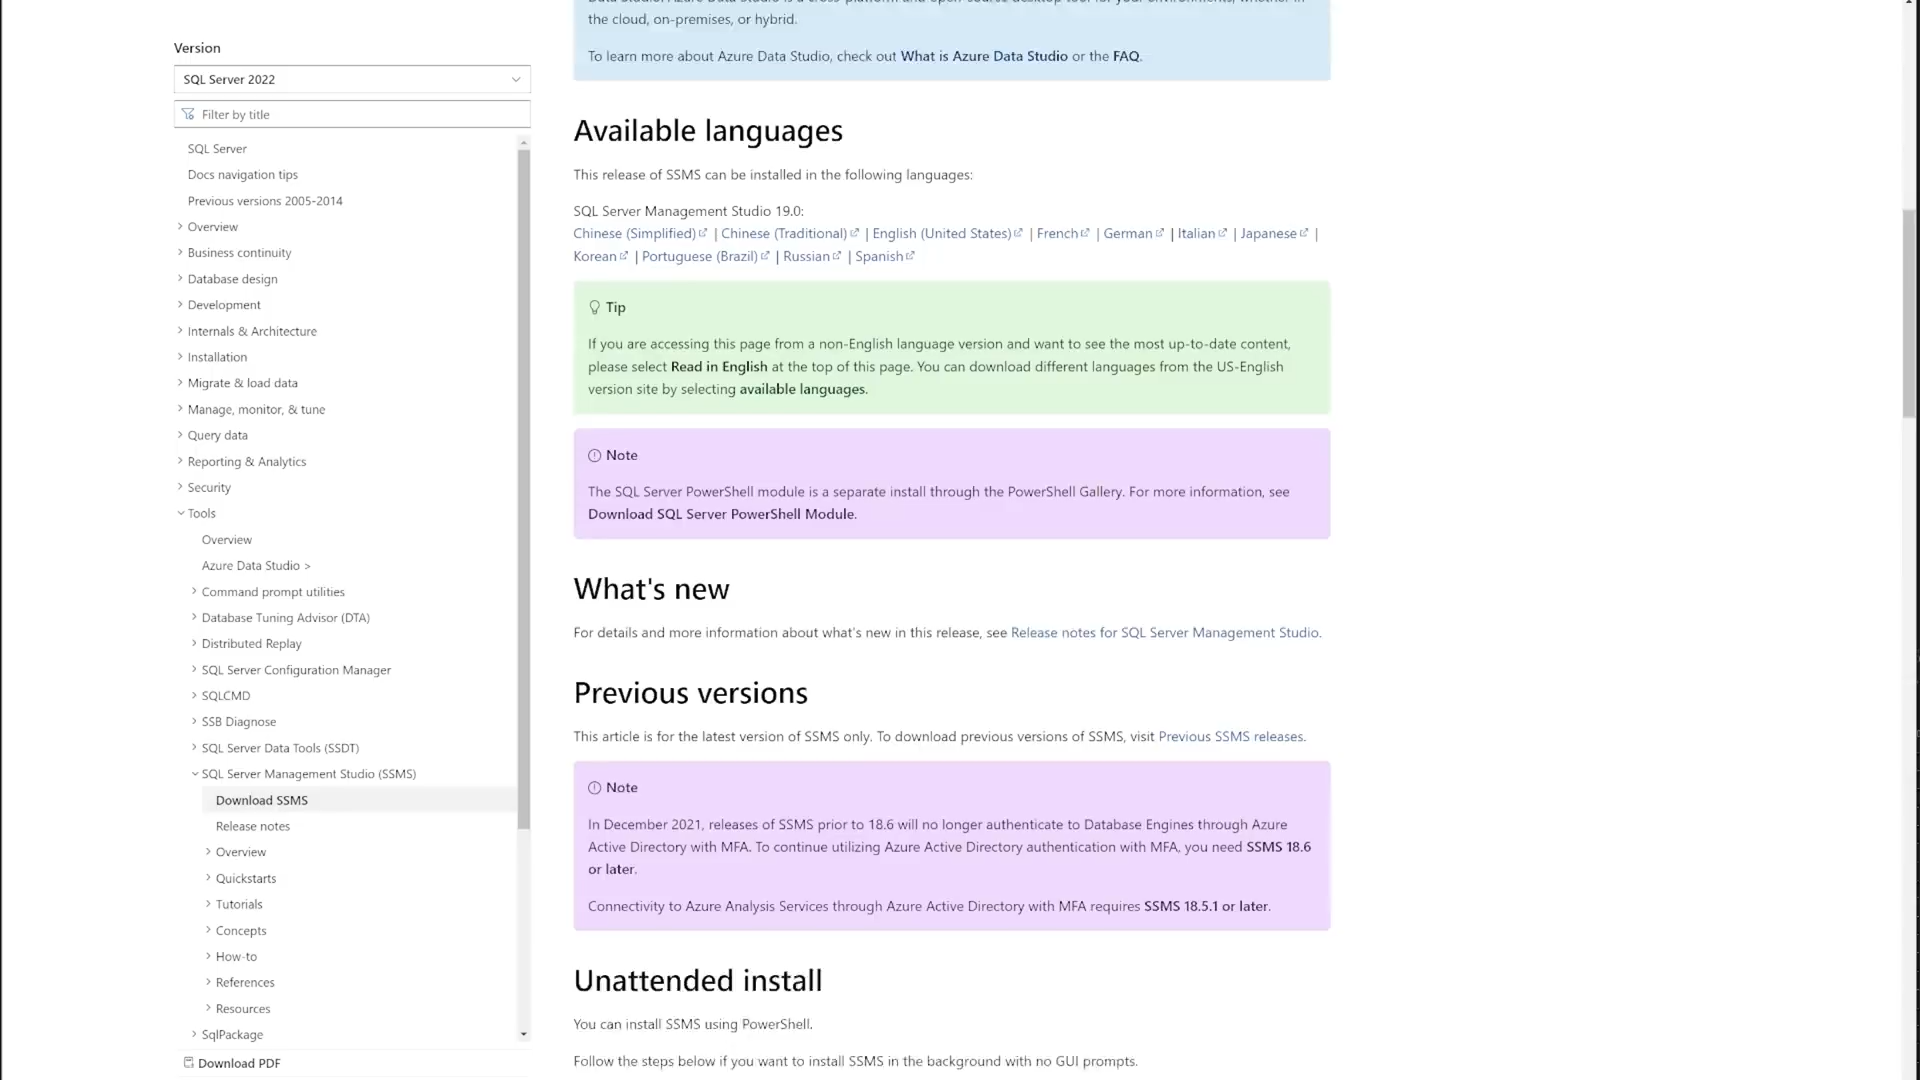 Version
SQL Server 2022
Filter by title
SQL Server
Docs navigation tips
Previous versions 2005-2014
Overview
Business continuity
Database design
Development
Internals & Architecture
Installation
Migrate & load data
Manage, monitor, & tune
Query data
Reporting & Analytics
Security
Tools
Overview
Azure Data Studio >
Command prompt utilities
Database Tuning Advisor (DTA)
Distributed Replay
SQL Server Configuration Manager
SQLCMD
SSB Diagnose
SQL Server Data Tools (SSDT)
SQL Server Management Studio (SSMS)
Download SSMS
Release notes
Overview
Quickstarts
Tutorials
Concepts
How-to
References
Resources
SqlPackage
Download PDF
the cloud, on-premises, or hybrid.
To learn more about Azure Data Studio, check out What is Azure Data Studio or the FAQ.
Available languages
This release of SSMS can be installed in the following languages:
SQL Server Management Studio 19.0:
Chinese (Simplified) | Chinese (Traditional) | English (United States) | French | German | Italian | Japanese |
Korean | Portuguese (Brazil) | Russian | Spanish
Tip
If you are accessing this page from a non-English language version and want to see the most up-to-date content,
please select Read in English at the top of this page. You can download different languages from the US-English
version site by selecting available languages.
Note
The SQL Server PowerShell module is a separate install through the PowerShell Gallery. For more information, see
Download SQL Server PowerShell Module.
What's new
For details and more information about what's new in this release, see Release notes for SQL Server Management Studio.
Previous versions
This article is for the latest version of SSMS only. To download previous versions of SSMS, visit Previous SSMS releases.
Note
In December 2021, releases of SSMS prior to 18.6 will no longer authenticate to Database Engines through Azure
Active Directory with MFA. To continue utilizing Azure Active Directory authentication with MFA, you need SSMS 18.6
or later.
Connectivity to Azure Analysis Services through Azure Active Directory with MFA requires SSMS 18.5.1 or later.
Unattended install
You can install SSMS using PowerShell.
Follow the steps below if you want to install SSMS in the background with no GUI prompts.